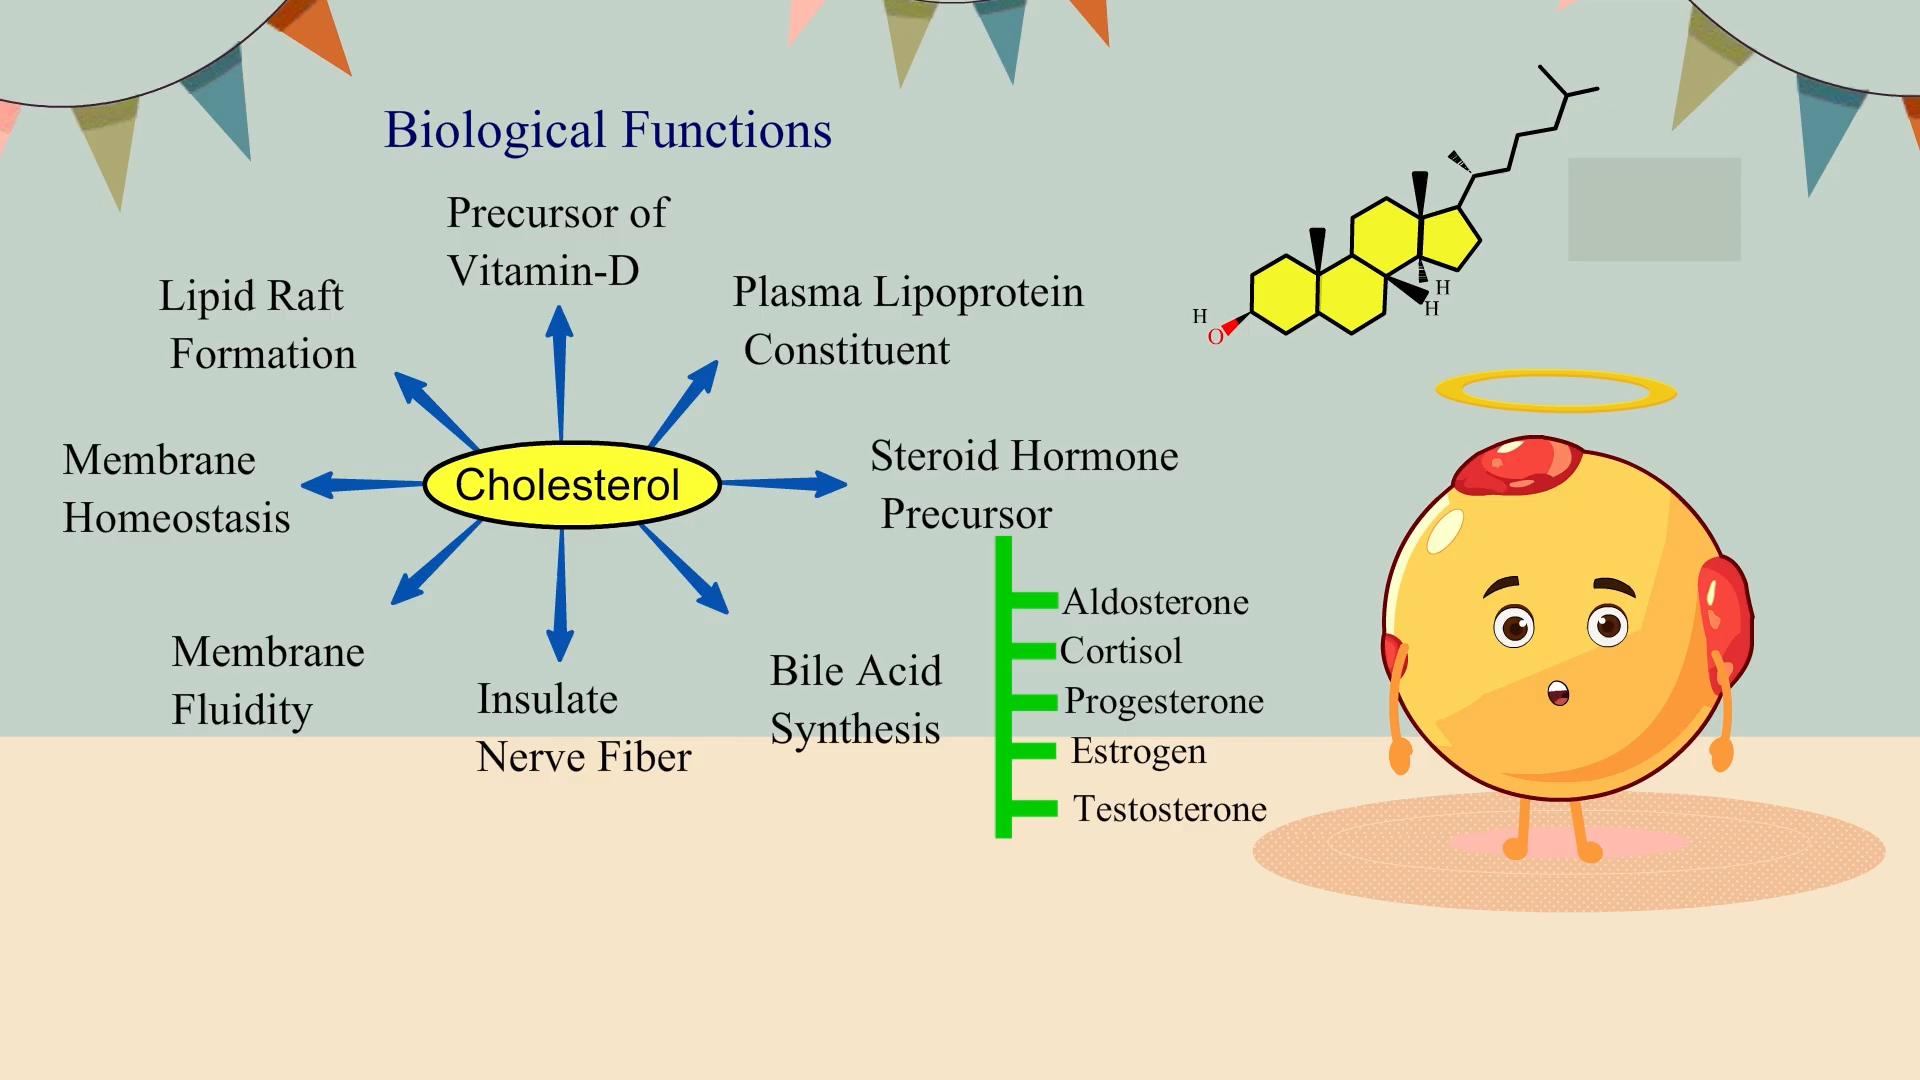 Biological Functions
Precursor of
Vitamin-D
Lipid Raft
Formation
Plasma Lipoprotein
Constituent
Membrane
Homeostasis
Cholesterol
Steroid Hormone
Precursor
Aldosterone
Cortisol
Progesterone
Estrogen
Testosterone
Membrane
Fluidity
Insulate
Nerve Fiber
Bile Acid
Synthesis
H
O
H
H